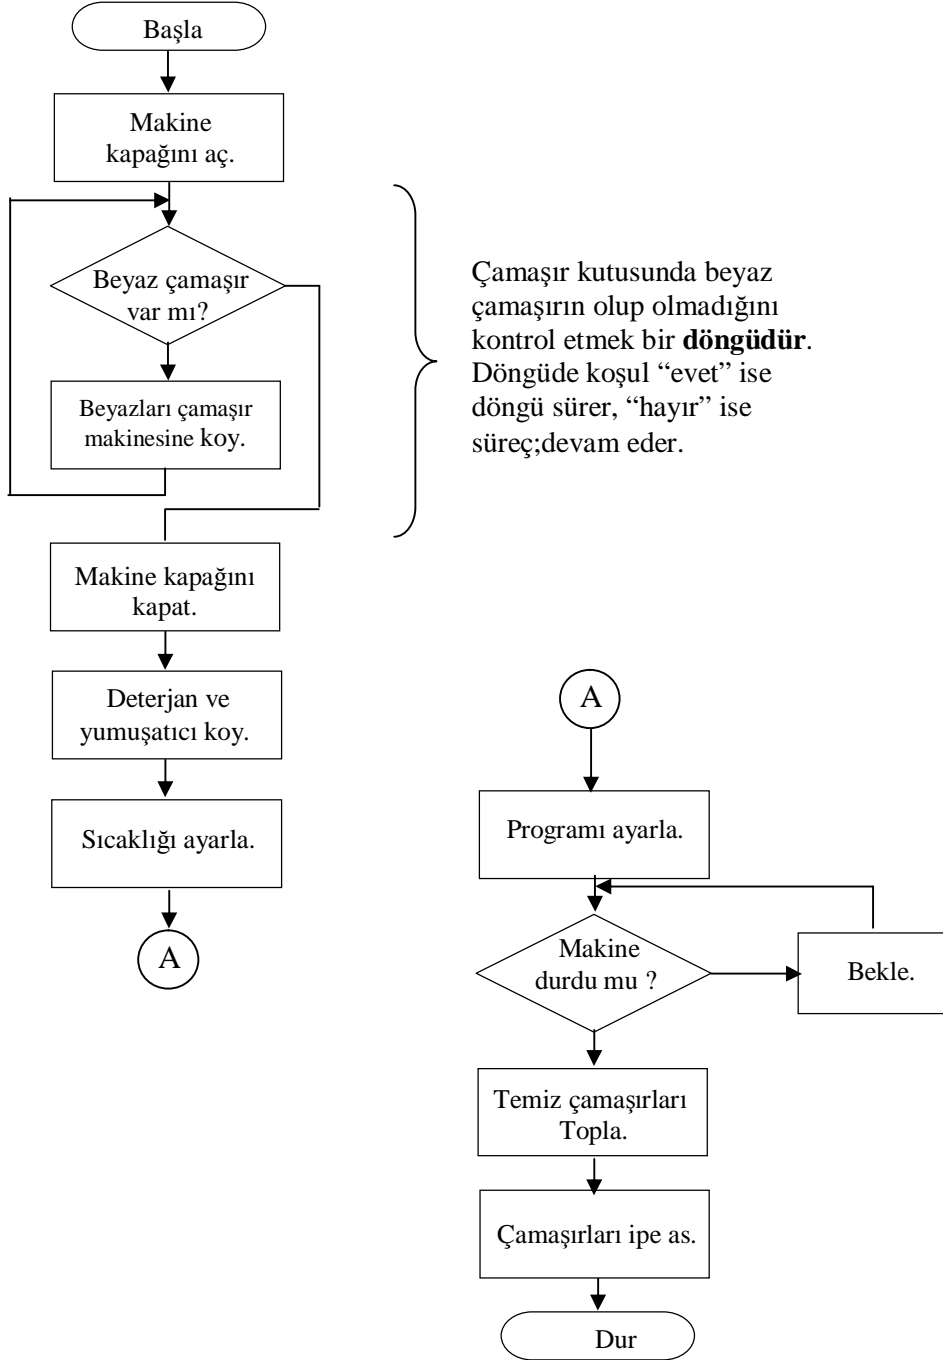 Başla
Makine
kapağını aç.
Beyaz çamaşır
var mı?
Beyazları çamaşır
makinesine koy.
Çamaşır kutusunda beyaz
çamaşırın olup olmadığını
kontrol etmek bir döngüdür.
Döngüde koşul “evet” ise
döngü sürer, “hayır” ise
süreç;devam eder.
Makine kapağını
kapat.
Deterjan ve
yumuşatıcı koy.
Sıcaklığı ayarla.
A
A
Programı ayarla.
Makine
durdu mu ?
Bekle.
Temiz çamaşırları
Topla.
Çamaşırları ipe as.
Dur